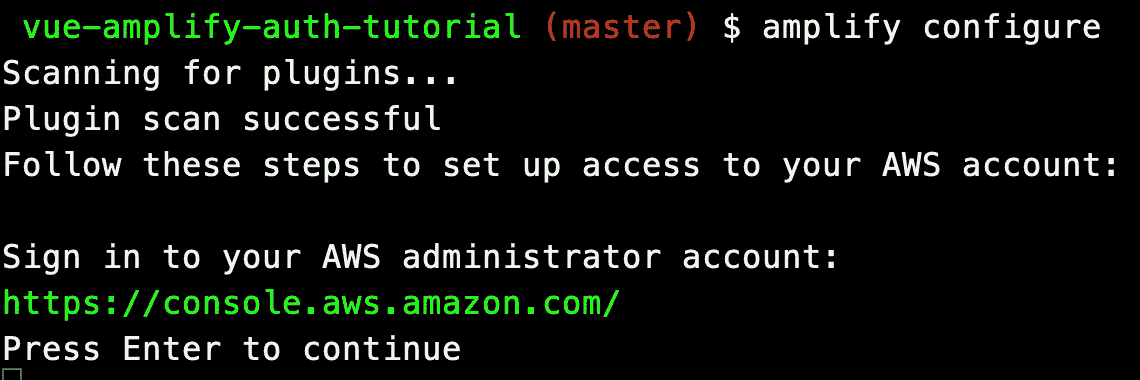 vue-amplify-auth-tutorial (master) $ amplify configure
Scanning for plugins...
Plugin scan successful
Follow these steps to set up access to your AWS account:
Sign in to your AWS administrator account:
https://console.aws.amazon.com/
Press Enter to continue